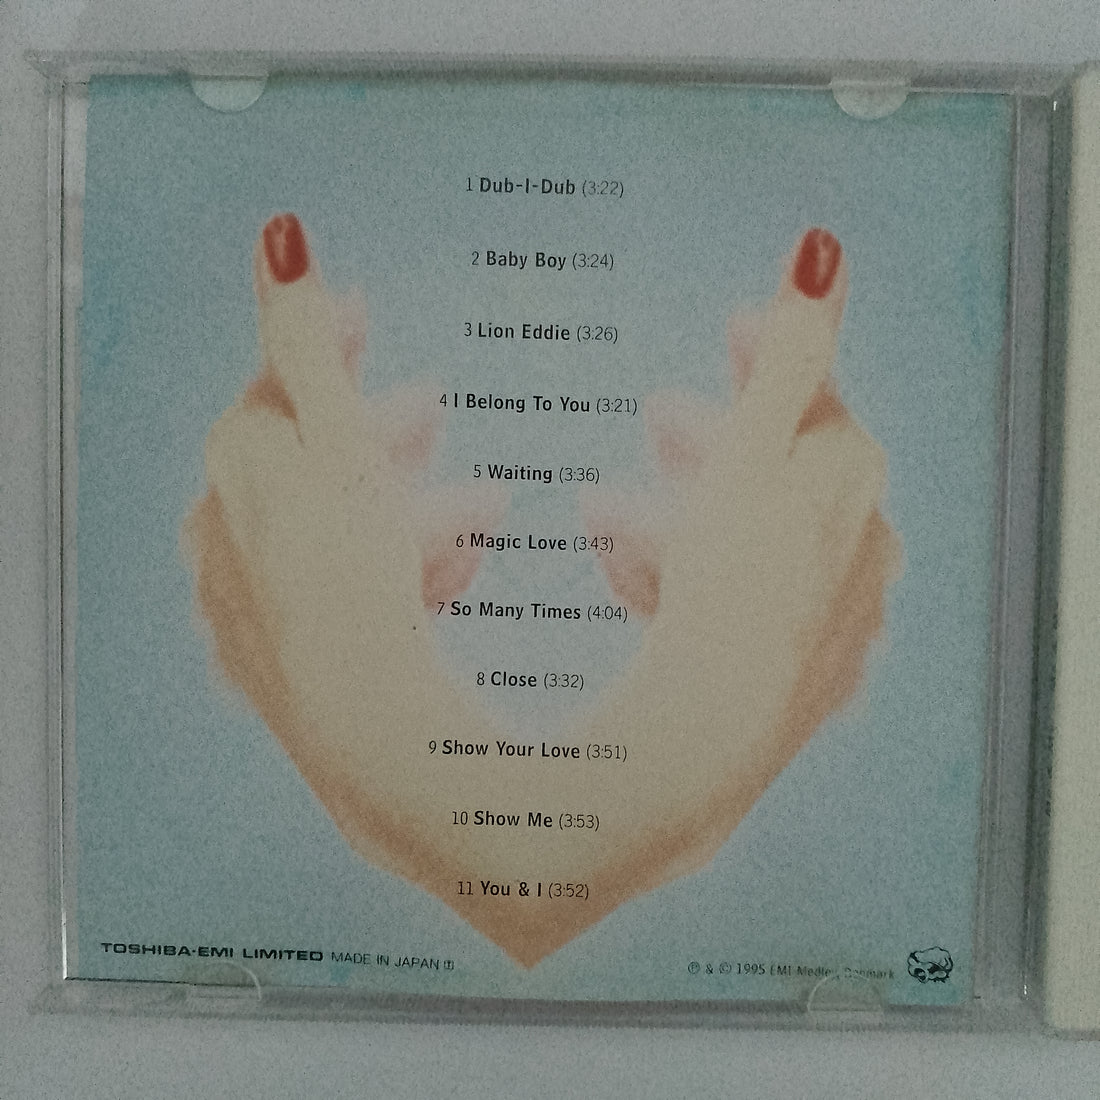 1 Dub-I-Dub (3:22)
2 Baby Boy (3:24)
3 Lion Eddie (3:26)
4 I Belong To You (3:21)
5 Waiting (3:36)
6 Magic Love (3:43)
7 So Many Times (4:04)
8 Close (3:32)
9 Show Your Love (3:51)
10 Show Me (3:53)
11 You & I (3:52)
TOSHIBA-EMI LIMITED MADE IN JAPAN
℗ & © 1995 EMI-Medley, Denmark